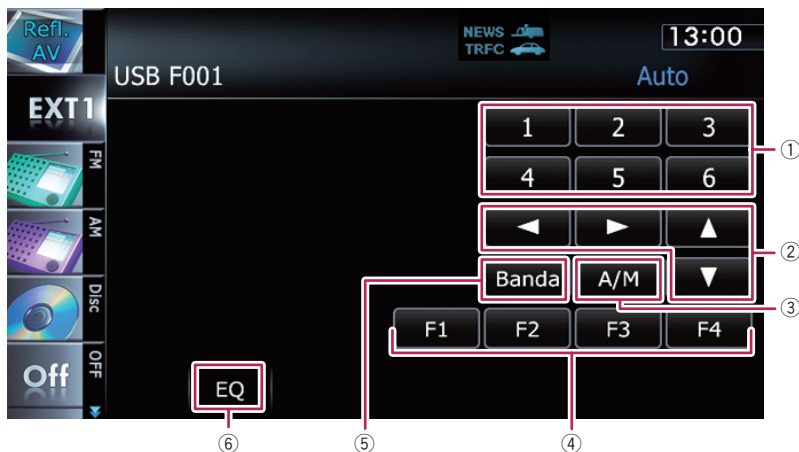 Refl.
AV
NEWS
TRFC
13:00
USB F001
Auto
EXT1
FM
AM
Disc
OFF
Off
1 2 3
4 5 6
Banda A/M
F1 F2 F3 F4
EQ
①
②
③
④
⑤
⑥